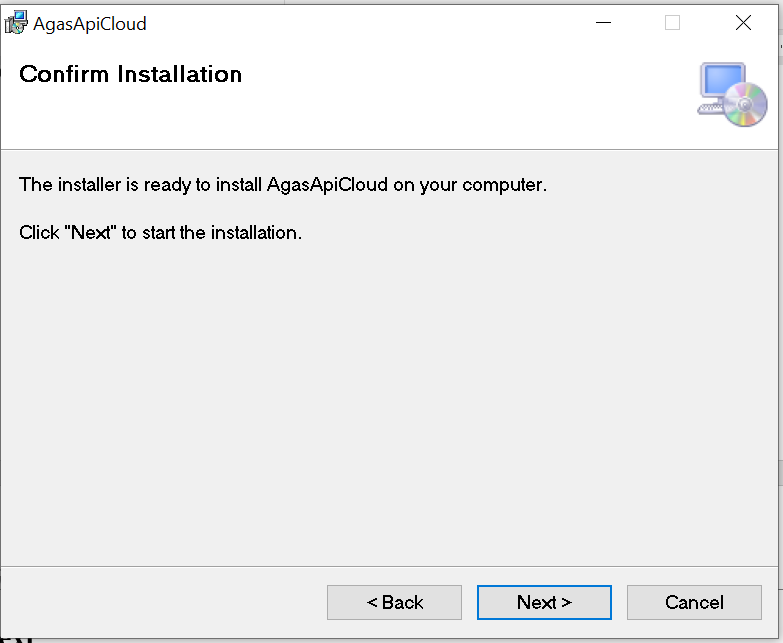 AgasApiCloud
Confirm Installation
The installer is ready to install AgasApiCloud on your computer.
Click "Next" to start the installation.
< Back
Next >
Cancel